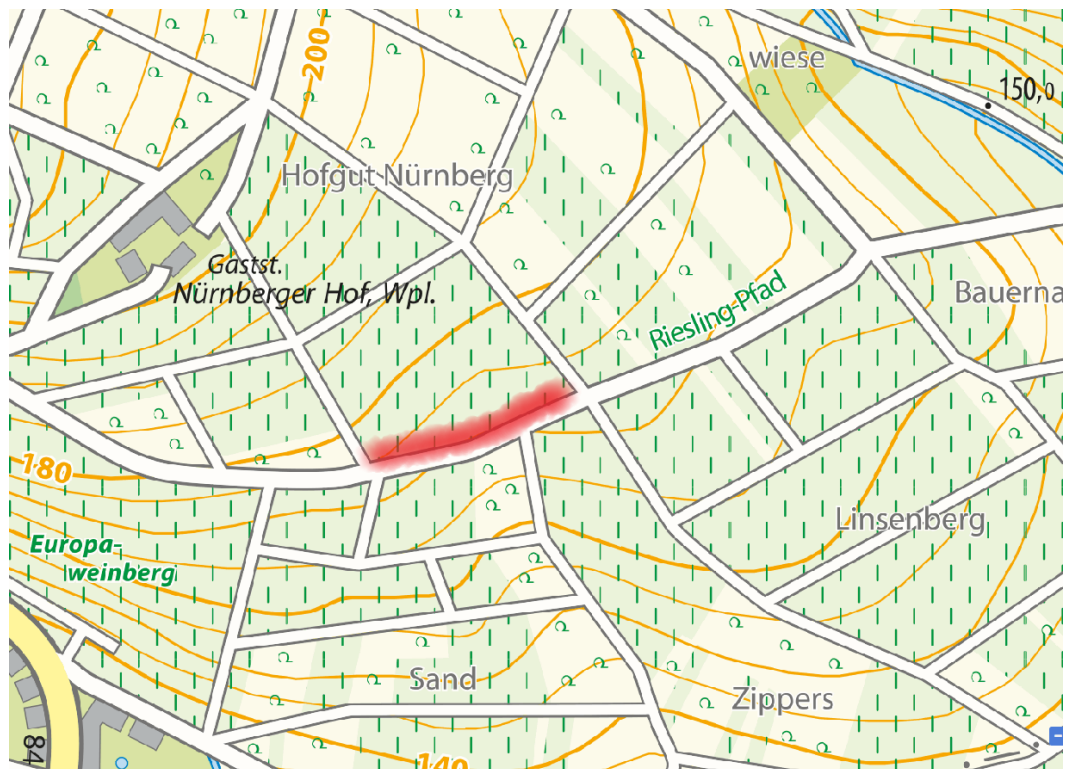 wiese
150,0
200
Hofgut Nürnberg
Gastst.
Nürnberger Hof, Wpl.
Riesling-Pfad
Bauerna
180
Europa-
weinberg
Linsenberg
Sand
Zippers
84
140